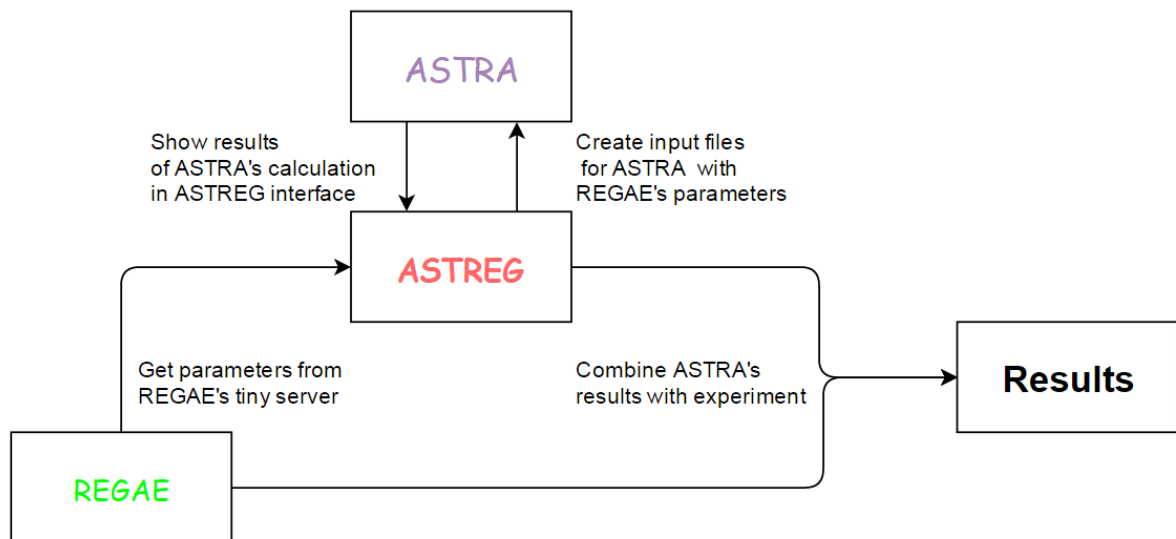 ASTRA
Show results
of ASTRA's calculation
in ASTREG interface
Create input files
for ASTRA with
REGAE's parameters
ASTREG
Get parameters from
REGAE's tiny server
Combine ASTRA's
results with experiment
Results
REGAE